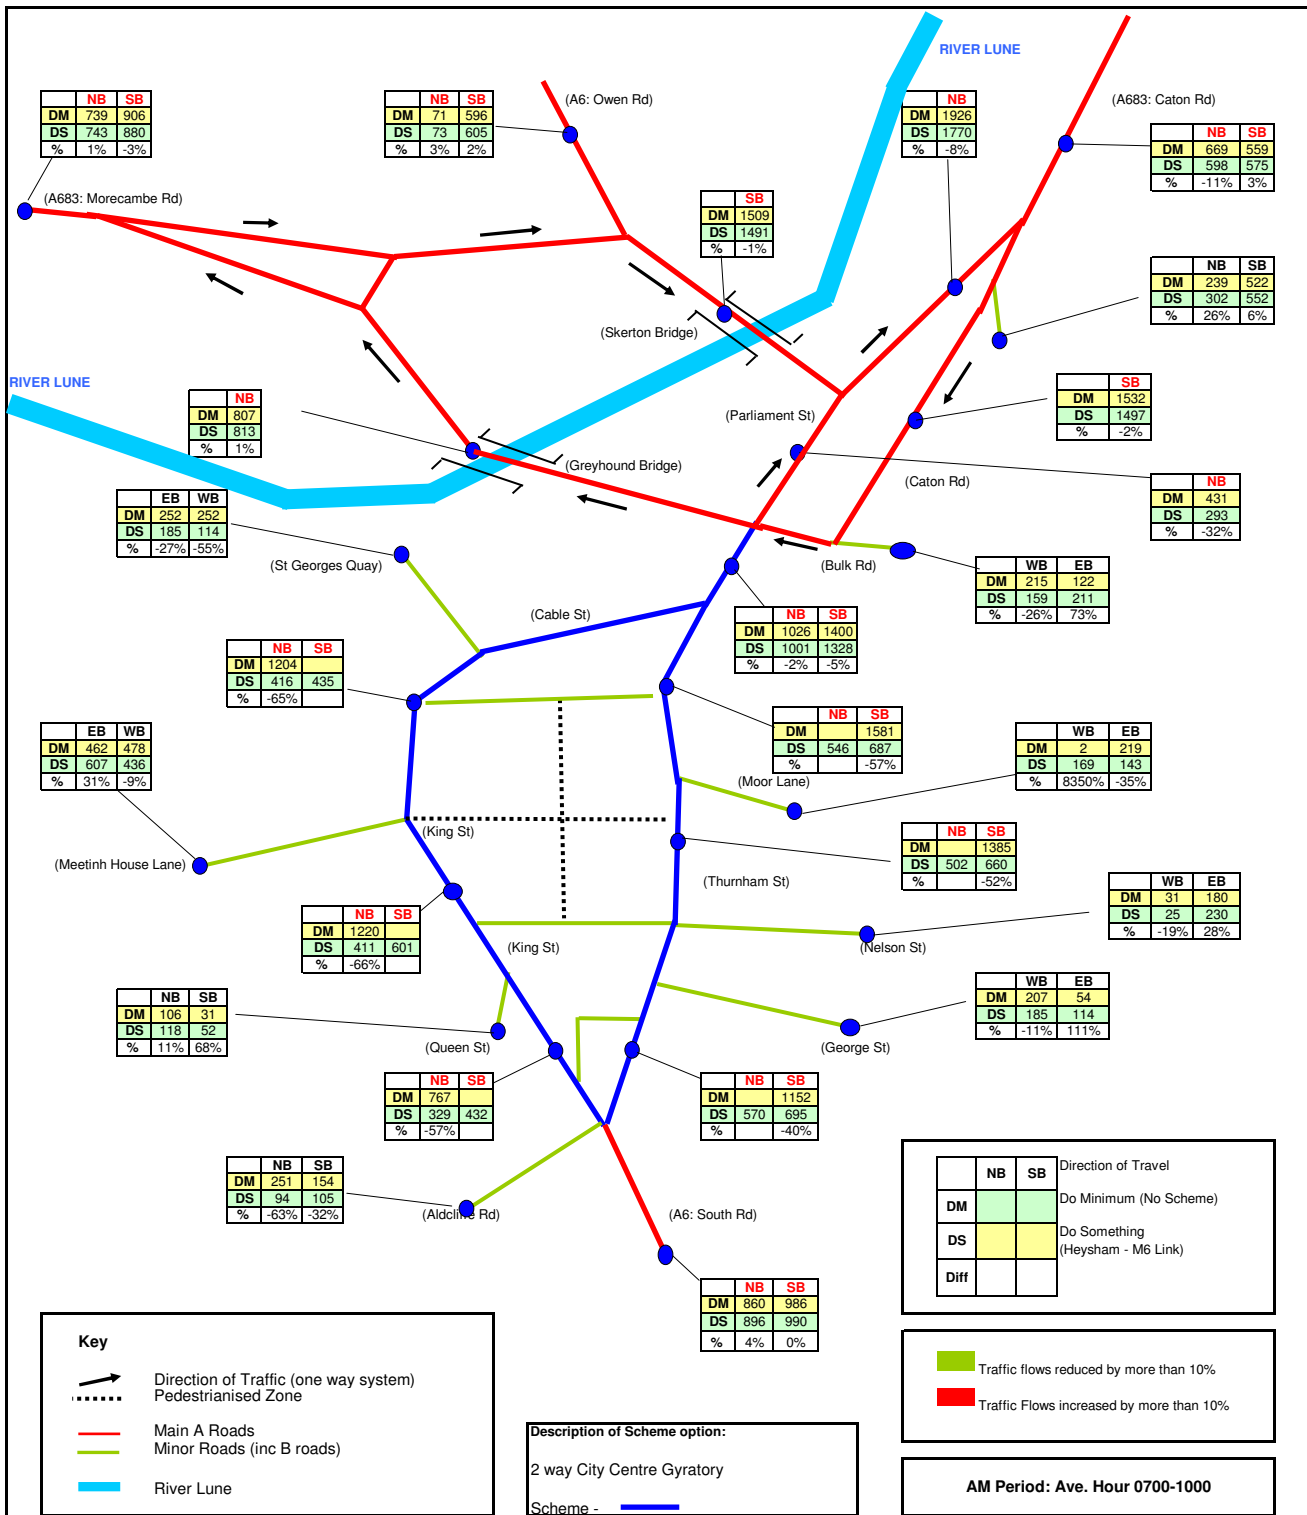 RIVER LUNE
NB SB
DM 739 906
DS 743 880
% 1% -3%
NB SB
DM 71 596
DS 73 605
% 3% 2%
(A6: Owen Rd)
NB
DM 1926
DS 1770
% -8%
(A683: Caton Rd)
NB SB
DM 669 559
DS 598 575
% -11% 3%
(A683: Morecambe Rd)
SB
DM 1509
DS 1491
% -1%
NB SB
DM 239 522
DS 302 552
% 26% 6%
(Skerton Bridge)
RIVER LUNE
NB
DM 807
DS 813
% 1%
(Parliament St)
SB
DM 1532
DS 1497
% -2%
(Greyhound Bridge)
(Caton Rd)
NB
DM 431
DS 293
% -32%
EB WB
DM 252 252
DS 185 114
% -27% -55%
(St Georges Quay)
(Bulk Rd)
WB EB
DM 215 122
DS 159 211
% -26% 73%
(Cable St)
NB SB
DM 1026 1400
DS 1001 1328
% -2% -5%
NB SB
DM 1204
DS 416 435
% -65%
NB SB
DM 1581
DS 546 687
% -57%
EB WB
DM 462 478
DS 607 436
% 31% -9%
WB EB
DM 2 219
DS 169 143
% 8350% -35%
(Moor Lane)
(King St)
NB SB
DM 1385
DS 502 660
% -52%
(Meetinh House Lane)
(Thurnham St)
WB EB
DM 31 180
DS 25 230
% -19% 28%
NB SB
DM 1220
DS 411 601
% -66%
(King St)
(Nelson St)
WB EB
DM 207 54
DS 185 114
% -11% 111%
NB SB
DM 106 31
DS 118 52
% 11% 68%
(Queen St)
(George St)
NB SB
DM 767
DS 329 432
% -57%
NB SB
DM 1152
DS 570 695
% -40%
NB SB
DM 251 154
DS 94 105
% -63% -32%
(Aldcliffe Rd)
(A6: South Rd)
NB SB
DM 860 986
DS 896 990
% 4% 0%
NB SB Direction of Travel
DM Do Minimum (No Scheme)
DS Do Something
(Heysham - M6 Link)
Diff
Key
Direction of Traffic (one way system)
Pedestrianised Zone
Main A Roads
Minor Roads (inc B roads)
River Lune
Traffic flows reduced by more than 10%
Traffic Flows increased by more than 10%
Description of Scheme option:
2 way City Centre Gyratory
Scheme -
AM Period: Ave. Hour 0700-1000